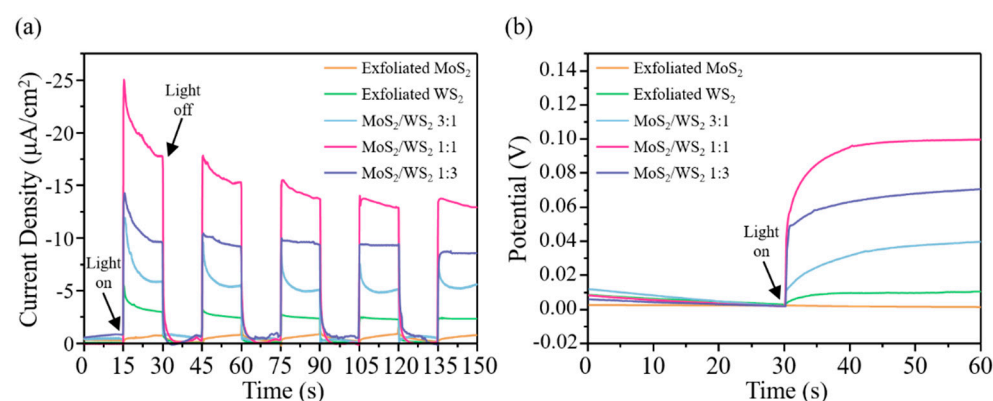 (a)
Current Density (μA/cm²)
-25
-20
-15
-10
-5
0
Light
on
Light
off
Exfoliated MoS₂
Exfoliated WS₂
MoS₂/WS₂ 3:1
MoS₂/WS₂ 1:1
MoS₂/WS₂ 1:3
0 15 30 45 60 75 90 105 120 135 150
Time (s)
(b)
Potential (V)
0.14
0.12
0.10
0.08
0.06
0.04
0.02
0.00
-0.02
Exfoliated MoS₂
Exfoliated WS₂
MoS₂/WS₂ 3:1
MoS₂/WS₂ 1:1
MoS₂/WS₂ 1:3
Light
on
0 10 20 30 40 50 60
Time (s)